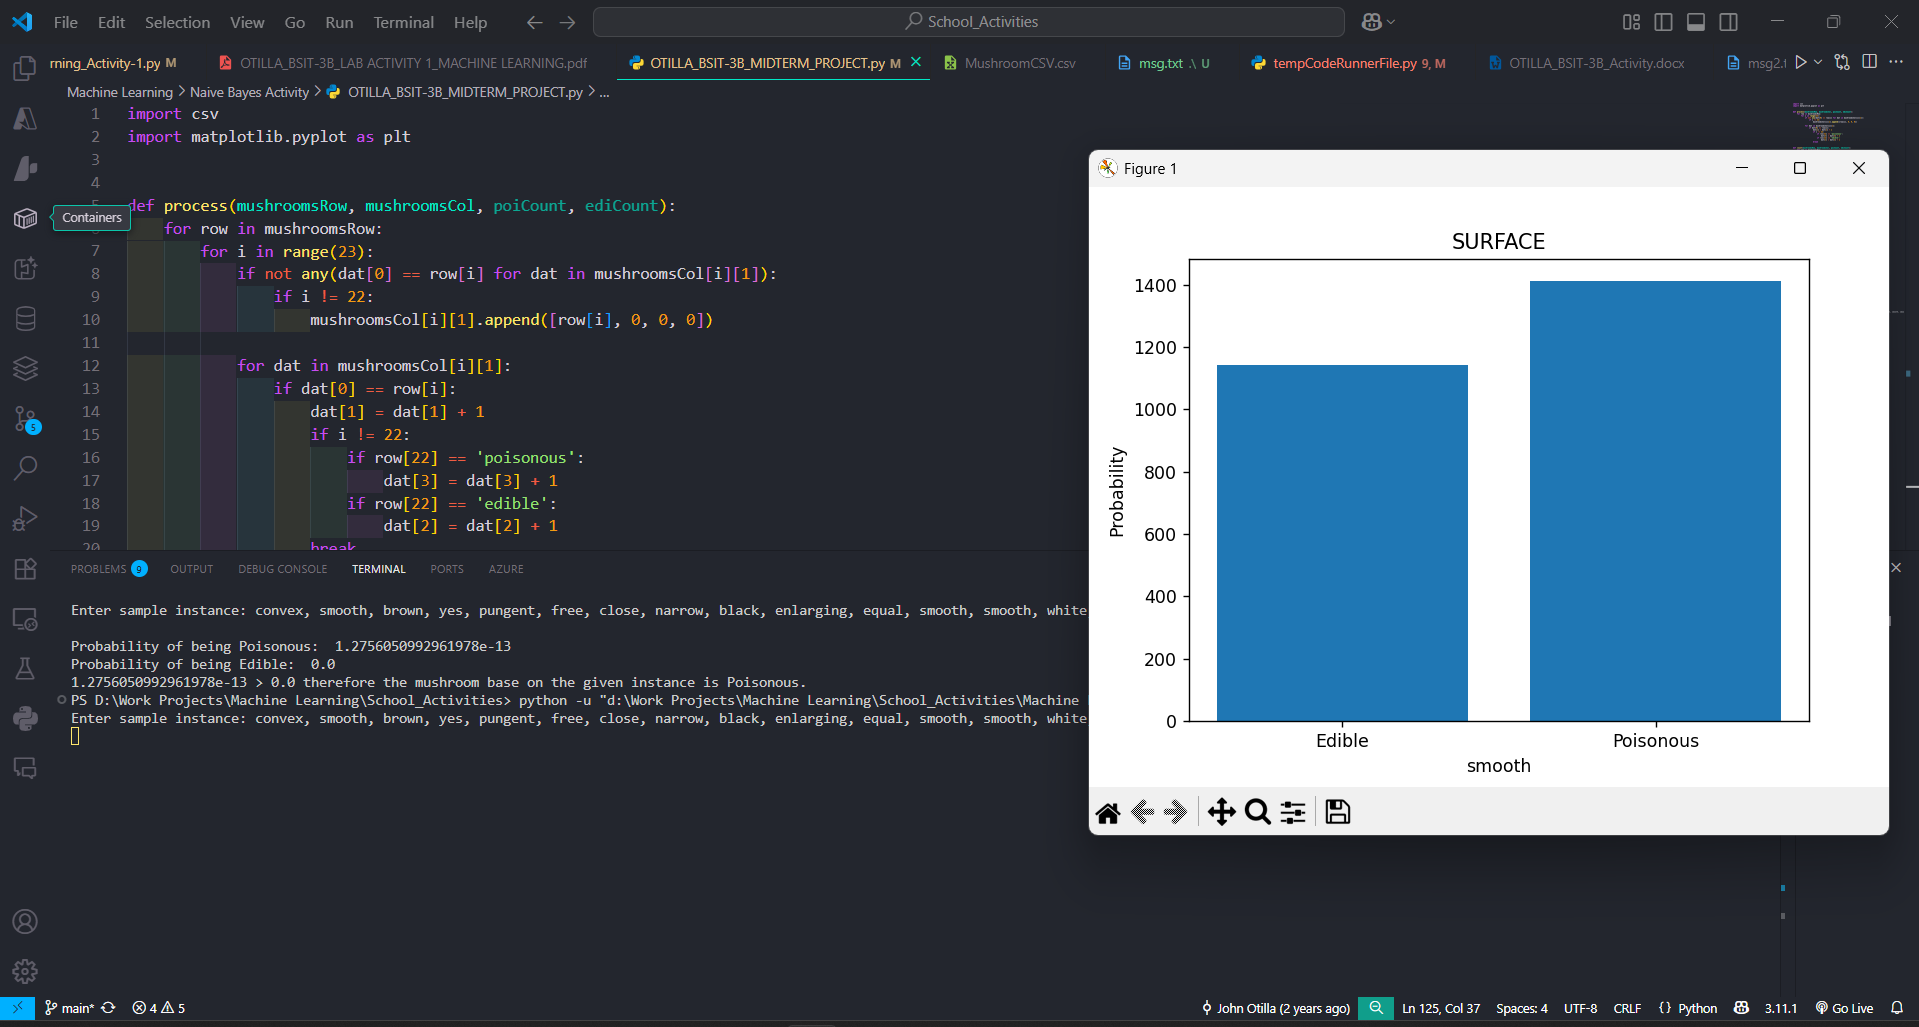 File Edit Selection View Go Run Terminal Help
School_Activities
rning_Activity-1.py M
OTILLA_BSIT-3B_LAB ACTIVITY 1_MACHINE LEARNING.pdf
OTILLA_BSIT-3B_MIDTERM_PROJECT.py M
MushroomCSV.csv
msg.txt .\ U
tempCodeRunnerFile.py 9, M
OTILLA_BSIT-3B_Activity.docx
msg2.t
Machine Learning > Naive Bayes Activity > OTILLA_BSIT-3B_MIDTERM_PROJECT.py > ...
1 import csv
2 import matplotlib.pyplot as plt
3
4
5 def process(mushroomsRow, mushroomsCol, poiCount, ediCount):
Containers
6 for row in mushroomsRow:
7 for i in range(23):
8 if not any(dat[0] == row[i] for dat in mushroomsCol[i][1]):
9 if i != 22:
10 mushroomsCol[i][1].append([row[i], 0, 0, 0])
11
12 for dat in mushroomsCol[i][1]:
13 if dat[0] == row[i]:
14 dat[1] = dat[1] + 1
15 if i != 22:
16 if row[22] == 'poisonous':
17 dat[3] = dat[3] + 1
18 if row[22] == 'edible':
19 dat[2] = dat[2] + 1
20 break
5
PROBLEMS 9 OUTPUT DEBUG CONSOLE TERMINAL PORTS AZURE
Enter sample instance: convex, smooth, brown, yes, pungent, free, close, narrow, black, enlarging, equal, smooth, smooth, white
Probability of being Poisonous:  1.2756050992961978e-13
Probability of being Edible:  0.0
1.2756050992961978e-13 > 0.0 therefore the mushroom base on the given instance is Poisonous.
PS D:\Work Projects\Machine Learning\School_Activities> python -u "d:\Work Projects\Machine Learning\School_Activities\Machine
Enter sample instance: convex, smooth, brown, yes, pungent, free, close, narrow, black, enlarging, equal, smooth, smooth, white
Figure 1
SURFACE
1400
1200
1000
800
600
400
200
0
Probability
Edible Poisonous
smooth
main* 4 5
John Otilla (2 years ago) Ln 125, Col 37 Spaces: 4 UTF-8 CRLF {} Python 3.11.1 Go Live